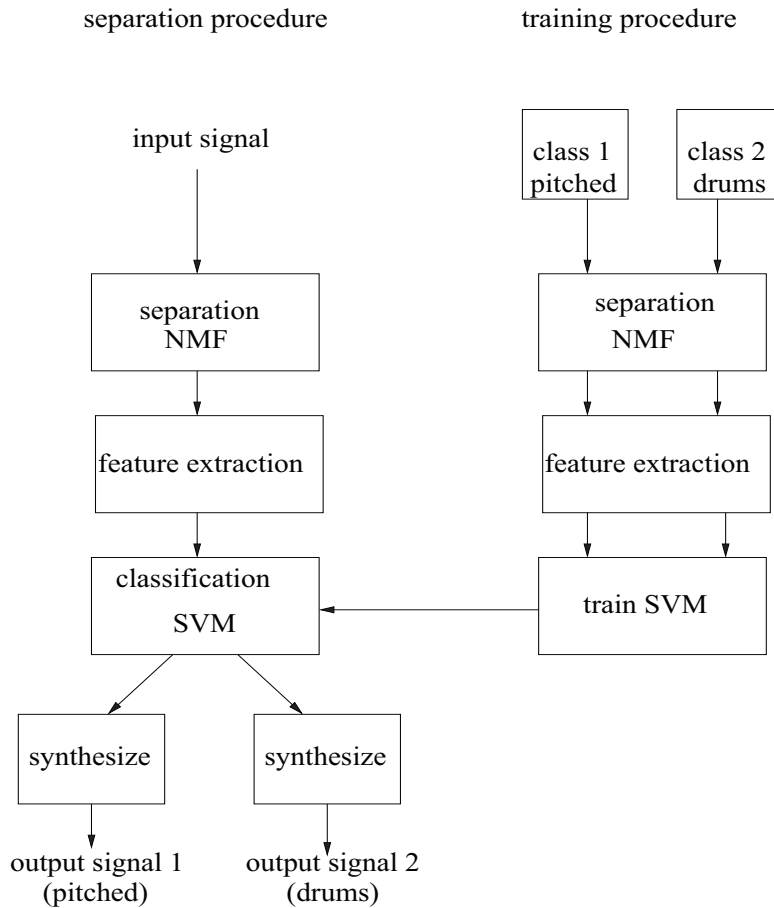 separation procedure
training procedure
input signal
class 1
pitched
class 2
drums
separation
NMF
separation
NMF
feature extraction
feature extraction
classification
SVM
train SVM
synthesize
synthesize
output signal 1
(pitched)
output signal 2
(drums)